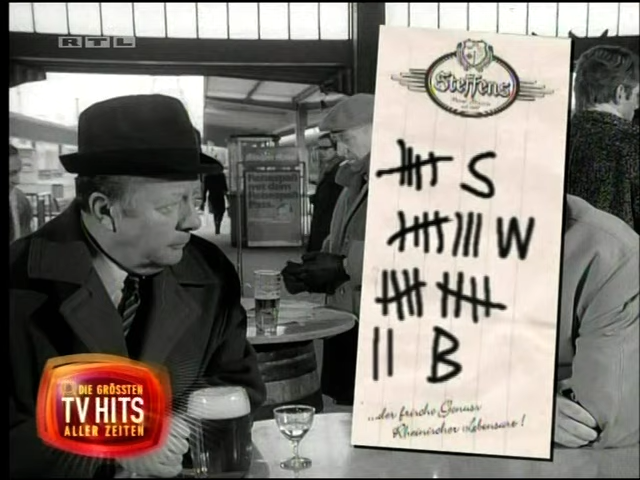 RTL
Steffens
S
W
B
...der frische Genuss
Rheinischer Lebensart!
DIE GRÖSSTEN
TV HITS
ALLER ZEITEN